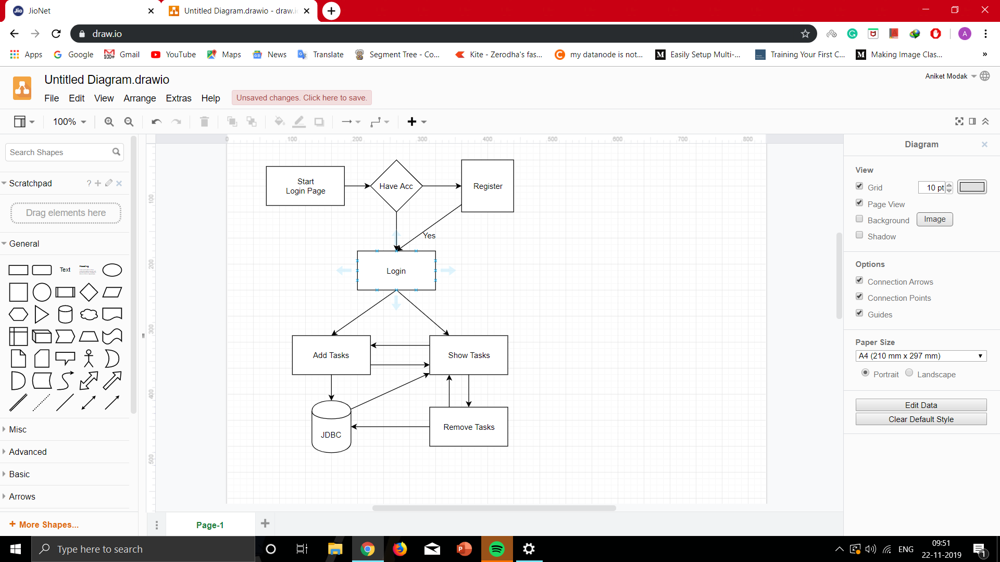 JioNet
Untitled Diagram.drawio - draw.i
draw.io
Apps Google Gmail YouTube Maps News Translate Segment Tree - Co... Kite - Zerodha's fas... my datanode is not... Easily Setup Multi-... Training Your First C... Making Image Clas... »
Untitled Diagram.drawio
Aniket Modak
File Edit View Arrange Extras Help Unsaved changes. Click here to save.
100%
Search Shapes
Scratchpad ?
Drag elements here
General
Text Heading
Misc
Advanced
Basic
Arrows
+ More Shapes...
0 100 200 300 400 500 600 700 800
100
200
300
400
500
Start
Login Page
Have Acc
Register
Yes
Login
Add Tasks
Show Tasks
JDBC
Remove Tasks
Page-1
Diagram
View
Grid 10 pt
Page View
Background Image
Shadow
Options
Connection Arrows
Connection Points
Guides
Paper Size
A4 (210 mm x 297 mm)
Portrait Landscape
Edit Data
Clear Default Style
Type here to search
ENG
09:51
22-11-2019
1